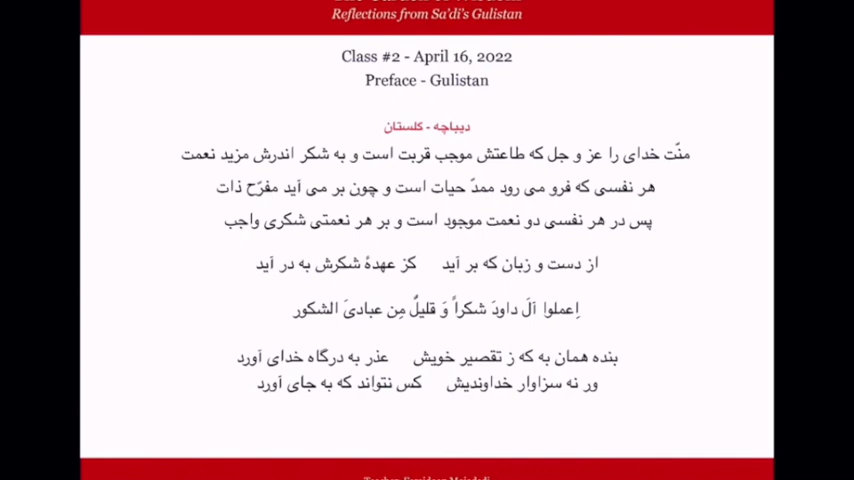 Reflections from Sa'di's Gulistan
Class #2 - April 16, 2022
Preface - Gulistan
دیباچه - گلستان
منّت خدای را عز و جل که طاعتش موجب قربت است و به شکر اندرش مزید نعمت
هر نفسی که فرو می رود ممدّ حیات است و چون بر می آید مفرّح ذات
پس در هر نفسی دو نعمت موجود است و بر هر نعمتی شکری واجب
از دست و زبان که بر آید کز عهدهٔ شکرش به در آید
اِعملوا آلَ داودَ شکراً وَ قلیلٌ مِن عبادیَ الشکور
بنده همان به که ز تقصیر خویش عذر به درگاه خدای آورد
ور نه سزاوار خداوندیش کس نتواند که به جای آورد